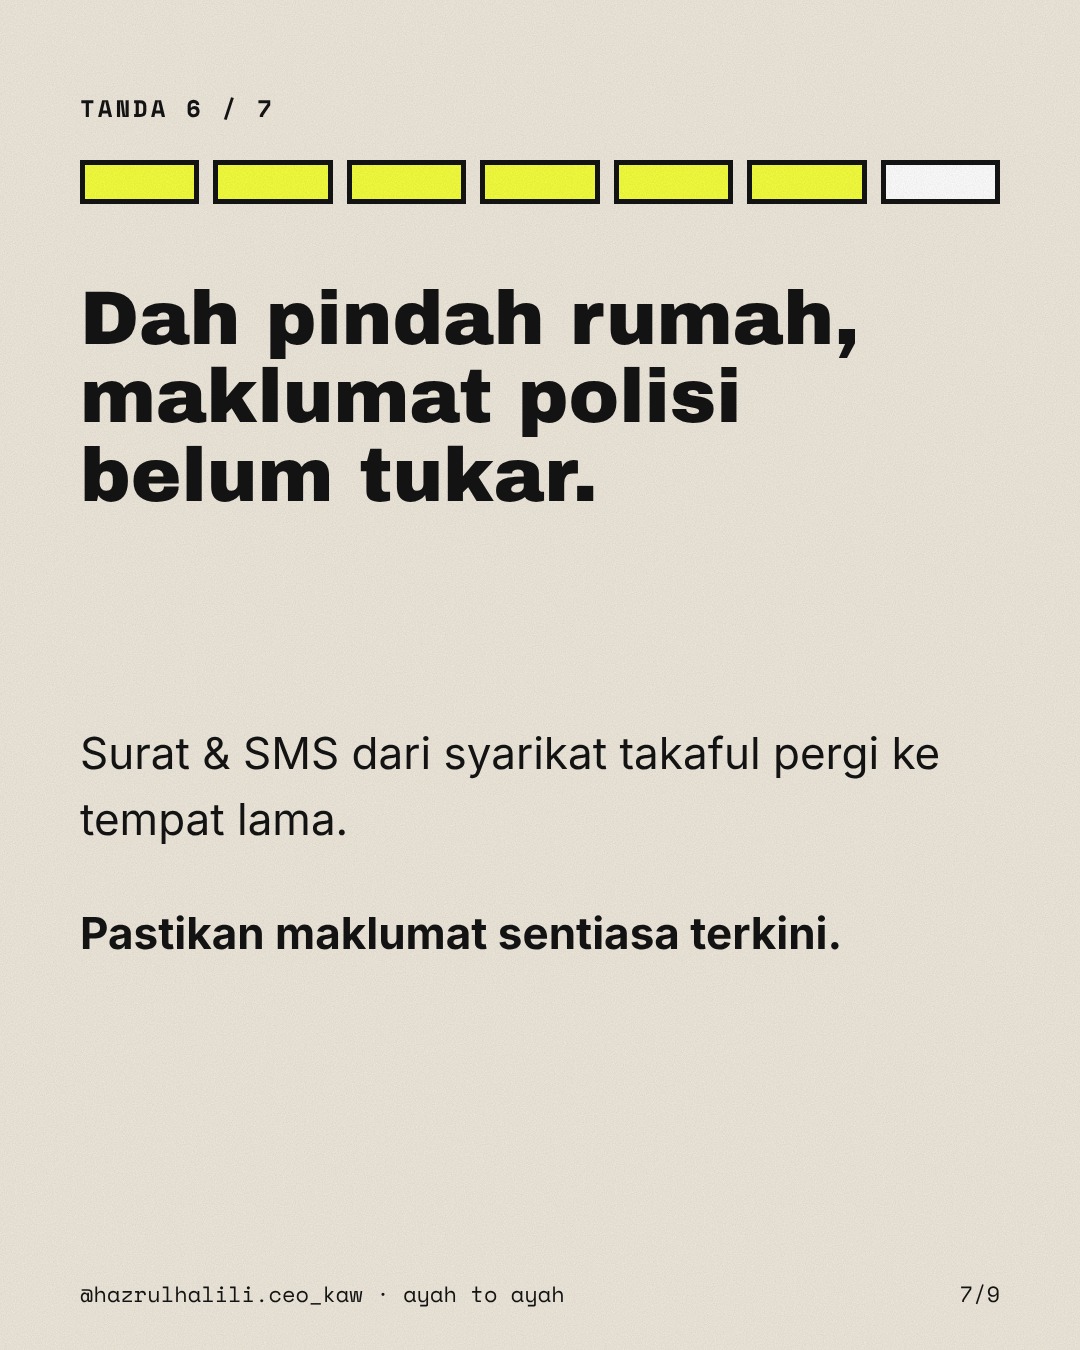 TANDA 6 / 7
Dah pindah rumah,
maklumat polisi
belum tukar.
Surat & SMS dari syarikat takaful pergi ke
tempat lama.
Pastikan maklumat sentiasa terkini.
@hazrulhalili.ceo_kaw · ayah to ayah
7/9